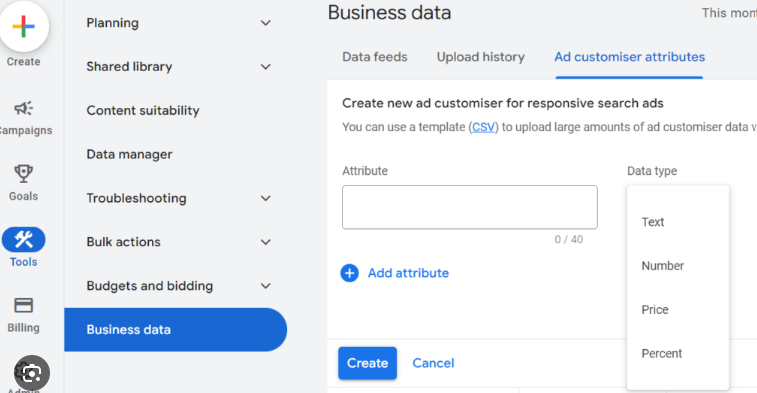 Create
Campaigns
Goals
Tools
Billing
Admin
Planning
Shared library
Content suitability
Data manager
Troubleshooting
Bulk actions
Budgets and bidding
Business data
Business data
This mon
Data feeds
Upload history
Ad customiser attributes
Create new ad customiser for responsive search ads
You can use a template (CSV) to upload large amounts of ad customiser data
Attribute
Data type
0 / 40
Add attribute
Text
Number
Price
Percent
Create
Cancel